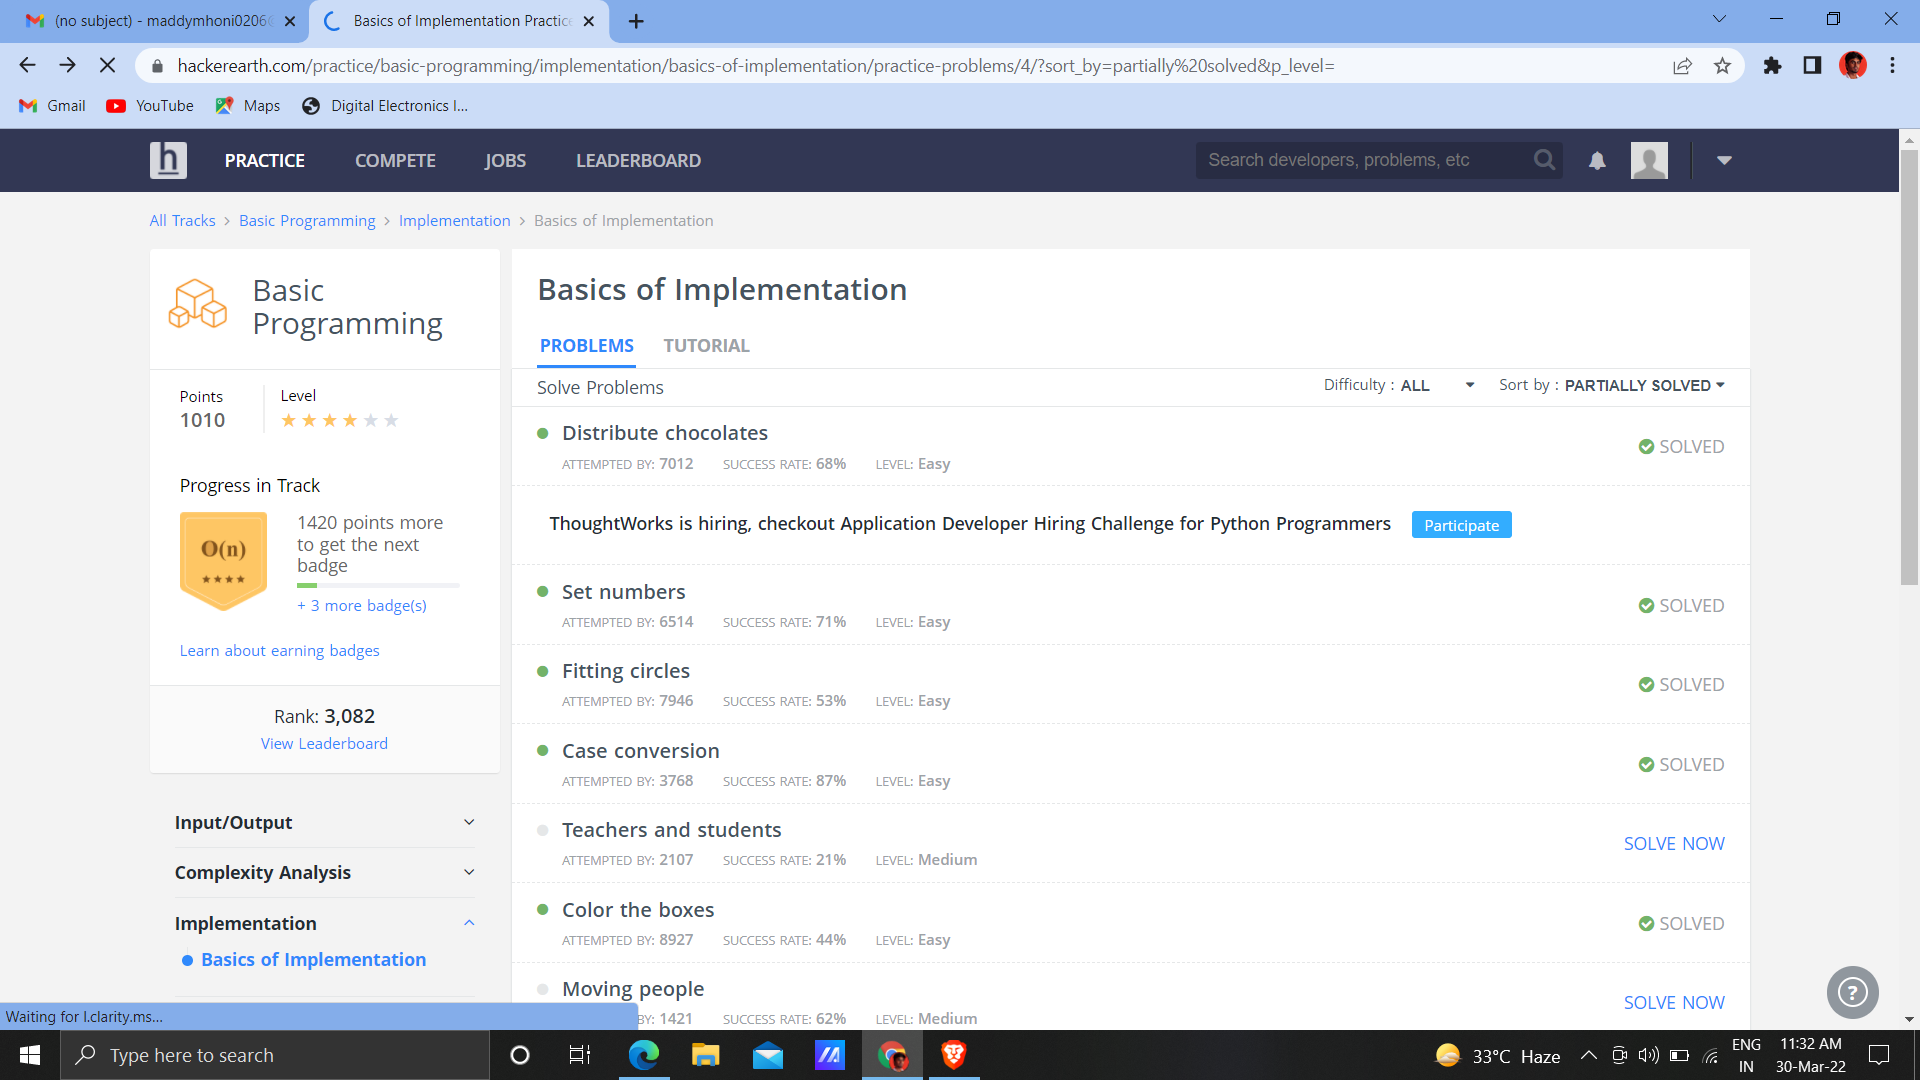 (no subject) - maddymhoni0206
Basics of Implementation Practic
hackerearth.com/practice/basic-programming/implementation/basics-of-implementation/practice-problems/4/?sort_by=partially%20solved&p_level=
Gmail YouTube Maps Digital Electronics I...
h PRACTICE COMPETE JOBS LEADERBOARD Search developers, problems, etc
All Tracks > Basic Programming > Implementation > Basics of Implementation
Basic
Programming
Points
1010
Level
Progress in Track
O(n)
1420 points more
to get the next
badge
+ 3 more badge(s)
Learn about earning badges
Rank: 3,082
View Leaderboard
Input/Output
Complexity Analysis
Implementation
Basics of Implementation
Basics of Implementation
PROBLEMS TUTORIAL
Solve Problems Difficulty : ALL Sort by : PARTIALLY SOLVED
Distribute chocolates
ATTEMPTED BY: 7012 SUCCESS RATE: 68% LEVEL: Easy
SOLVED
ThoughtWorks is hiring, checkout Application Developer Hiring Challenge for Python Programmers Participate
Set numbers
ATTEMPTED BY: 6514 SUCCESS RATE: 71% LEVEL: Easy
SOLVED
Fitting circles
ATTEMPTED BY: 7946 SUCCESS RATE: 53% LEVEL: Easy
SOLVED
Case conversion
ATTEMPTED BY: 3768 SUCCESS RATE: 87% LEVEL: Easy
SOLVED
Teachers and students
ATTEMPTED BY: 2107 SUCCESS RATE: 21% LEVEL: Medium
SOLVE NOW
Color the boxes
ATTEMPTED BY: 8927 SUCCESS RATE: 44% LEVEL: Easy
SOLVED
Moving people
BY: 1421 SUCCESS RATE: 62% LEVEL: Medium
SOLVE NOW
?
Waiting for l.clarity.ms...
Type here to search
33°C Haze
ENG
IN
11:32 AM
30-Mar-22